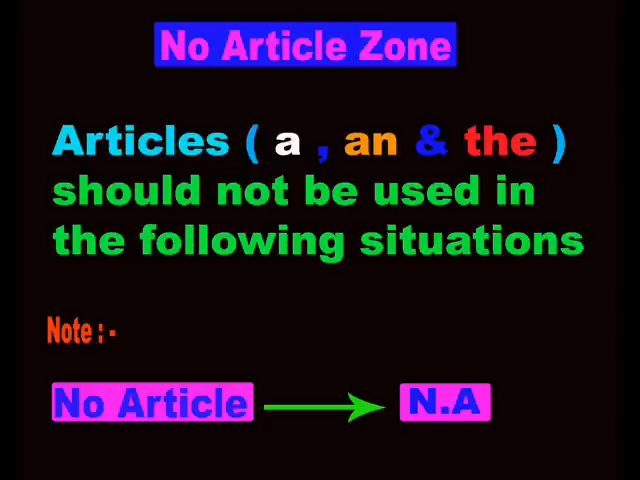 No Article Zone
Articles ( a , an & the )
should not be used in
the following situations
Note : -
No Article N.A